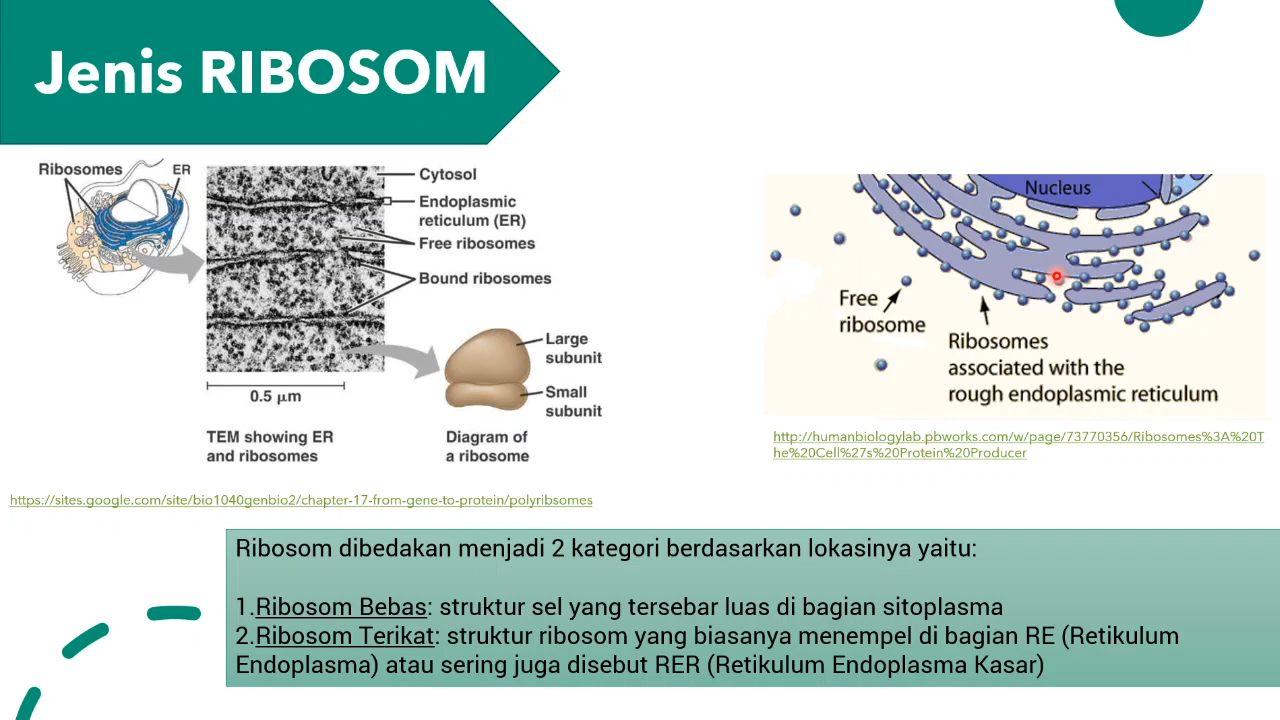 Jenis RIBOSOM
Ribosomes
ER
Cytosol
Endoplasmic
reticulum (ER)
Free ribosomes
Bound ribosomes
Large
subunit
Small
subunit
0.5 μm
TEM showing ER
and ribosomes
Diagram of
a ribosome
https://sites.google.com/site/bio1040genbio2/chapter-17-from-gene-to-protein/polyribsomes
Nucleus
Free
ribosome
Ribosomes
associated with the
rough endoplasmic reticulum
http://humanbiologylab.pbworks.com/w/page/73770356/Ribosomes%3A%20T
he%20Cell%27s%20Protein%20Producer
Ribosom dibedakan menjadi 2 kategori berdasarkan lokasinya yaitu:
1.Ribosom Bebas: struktur sel yang tersebar luas di bagian sitoplasma
2.Ribosom Terikat: struktur ribosom yang biasanya menempel di bagian RE (Retikulum
Endoplasma) atau sering juga disebut RER (Retikulum Endoplasma Kasar)